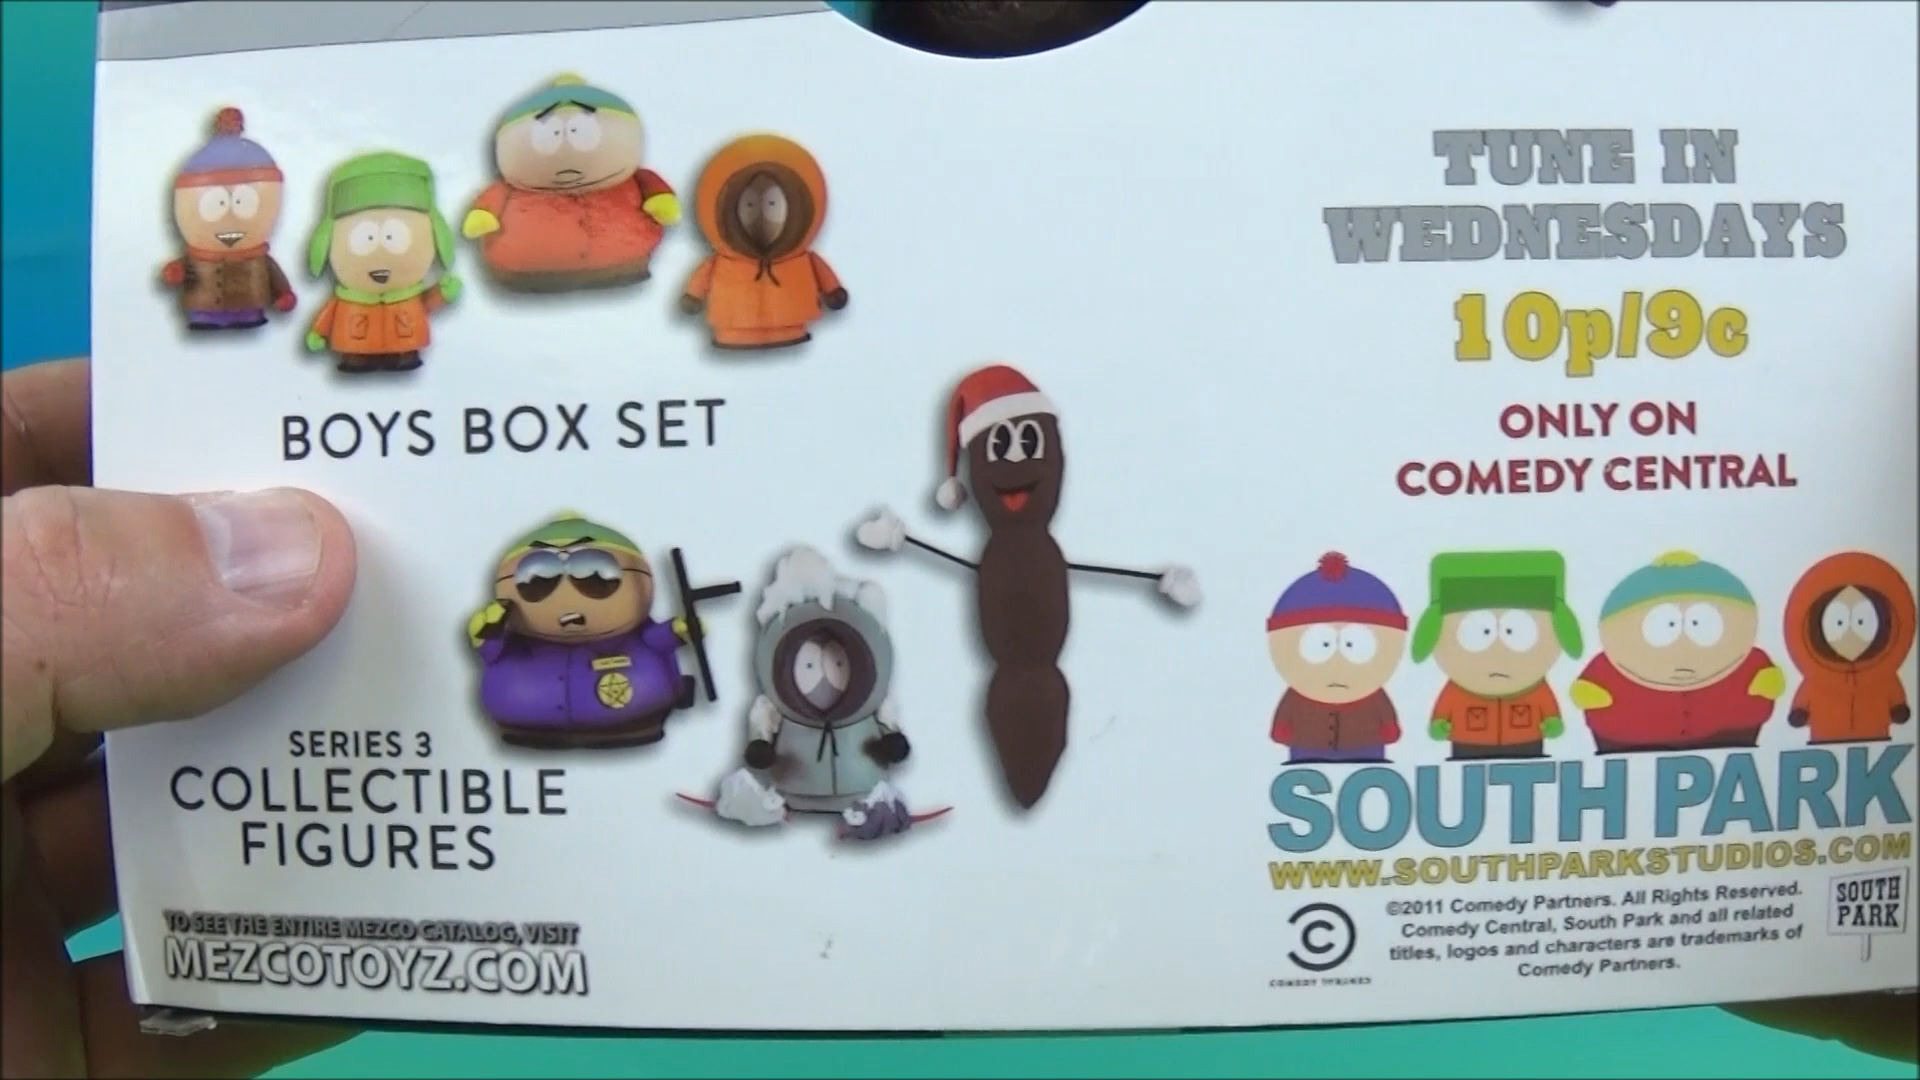 BOYS BOX SET
SERIES 3
COLLECTIBLE
FIGURES
TO SEE THE ENTIRE MEZCO CATALOG, VISIT
MEZCOTOYZ.COM
TUNE IN
WEDNESDAYS
10p/9c
ONLY ON
COMEDY CENTRAL
SOUTH PARK
WWW.SOUTHPARKSTUDIOS.COM
©2011 Comedy Partners. All Rights Reserved.
Comedy Central, South Park and all related
titles, logos and characters are trademarks of
Comedy Partners.
SOUTH
PARK